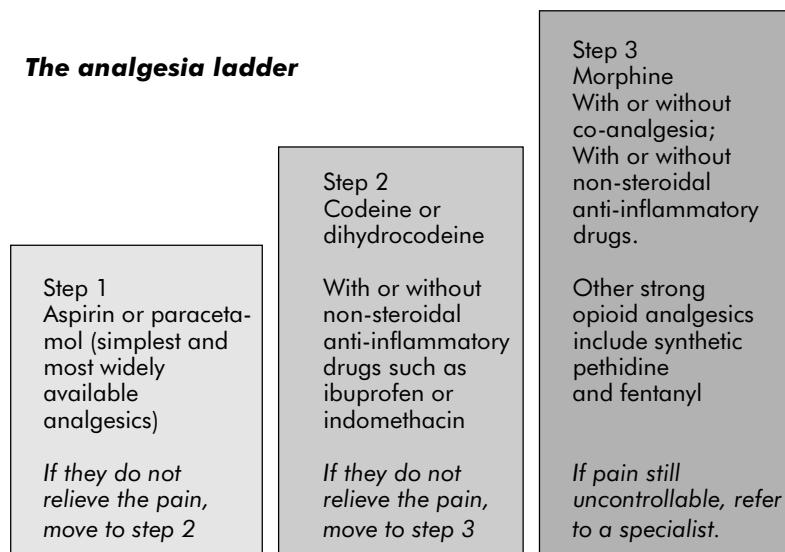 The analgesia ladder
Step 1
Aspirin or paraceta-
mol (simplest and
most widely
available
analgesics)
If they do not
relieve the pain,
move to step 2
Step 2
Codeine or
dihydrocodeine
With or without
non-steroidal
anti-inflammatory
drugs such as
ibuprofen or
indomethacin
If they do not
relieve the pain,
move to step 3
Step 3
Morphine
With or without
co-analgesia;
With or without
non-steroidal
anti-inflammatory
drugs.
Other strong
opioid analgesics
include synthetic
pethidine
and fentanyl
If pain still
uncontrollable, refer
to a specialist.